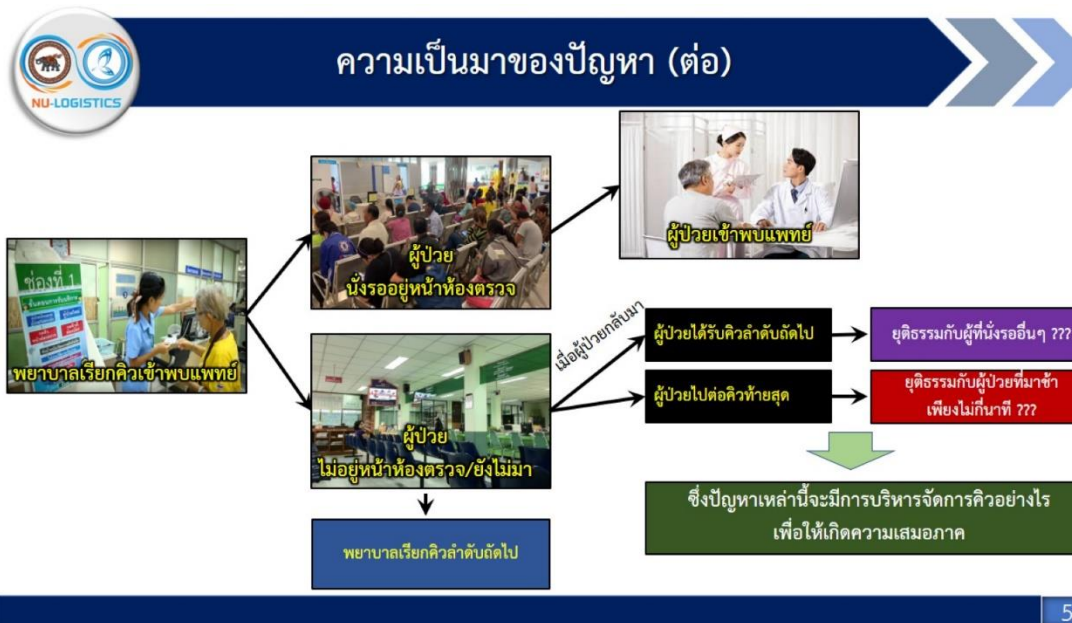 NU-LOGISTICS
ความเป็นมาของปัญหา (ต่อ)
ช่องที่ 1
พยาบาลเรียกคิวเข้าพบแพทย์
ผู้ป่วย
นั่งรออยู่หน้าห้องตรวจ
ผู้ป่วยเข้าพบแพทย์
ผู้ป่วย
ไม่อยู่หน้าห้องตรวจ/ยังไม่มา
พยาบาลเรียกคิวลำดับถัดไป
เมื่อผู้ป่วยกลับมา
ผู้ป่วยได้รับคิวลำดับถัดไป
ยุติธรรมกับผู้ที่นั่งรออื่นๆ ???
ผู้ป่วยไปต่อคิวท้ายสุด
ยุติธรรมกับผู้ป่วยที่มาช้า
เพียงไม่กี่นาที ???
ซึ่งปัญหาเหล่านี้จะมีการบริหารจัดการคิวอย่างไร
เพื่อให้เกิดความเสมอภาค
5